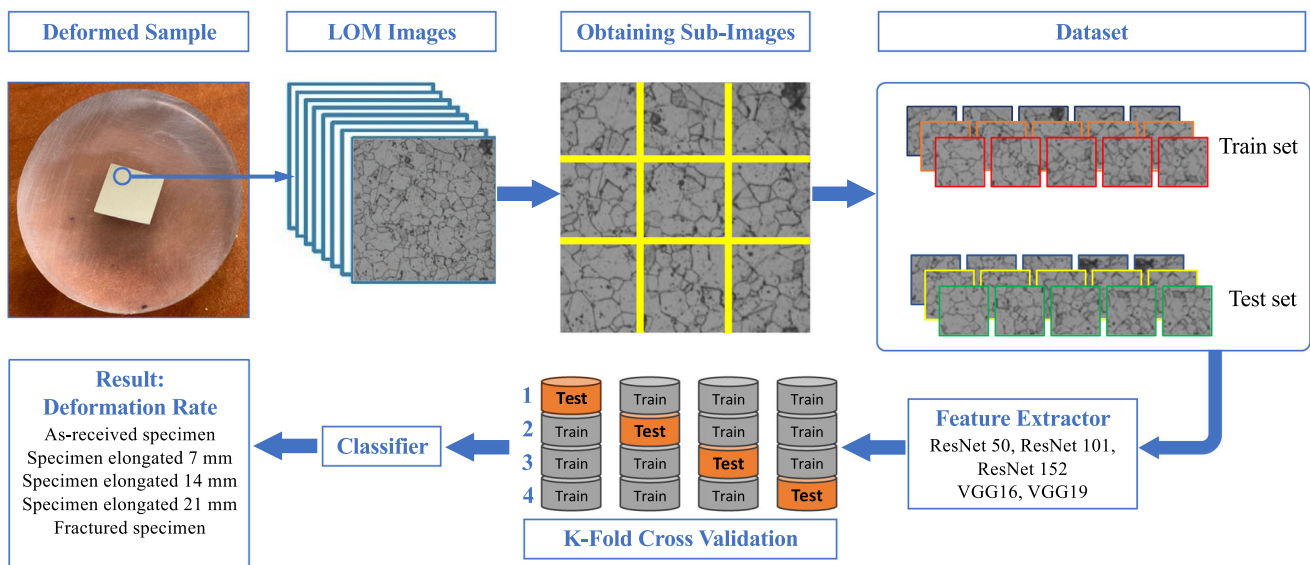 Deformed Sample
LOM Images
Obtaining Sub-Images
Dataset
Train set
Test set
Feature Extractor
ResNet 50, ResNet 101,
ResNet 152
VGG16, VGG19
1 Test Train Train Train
2 Train Test Train Train
3 Train Train Test Train
4 Train Train Train Test
K-Fold Cross Validation
Classifier
Result:
Deformation Rate
As-received specimen
Specimen elongated 7 mm
Specimen elongated 14 mm
Specimen elongated 21 mm
Fractured specimen